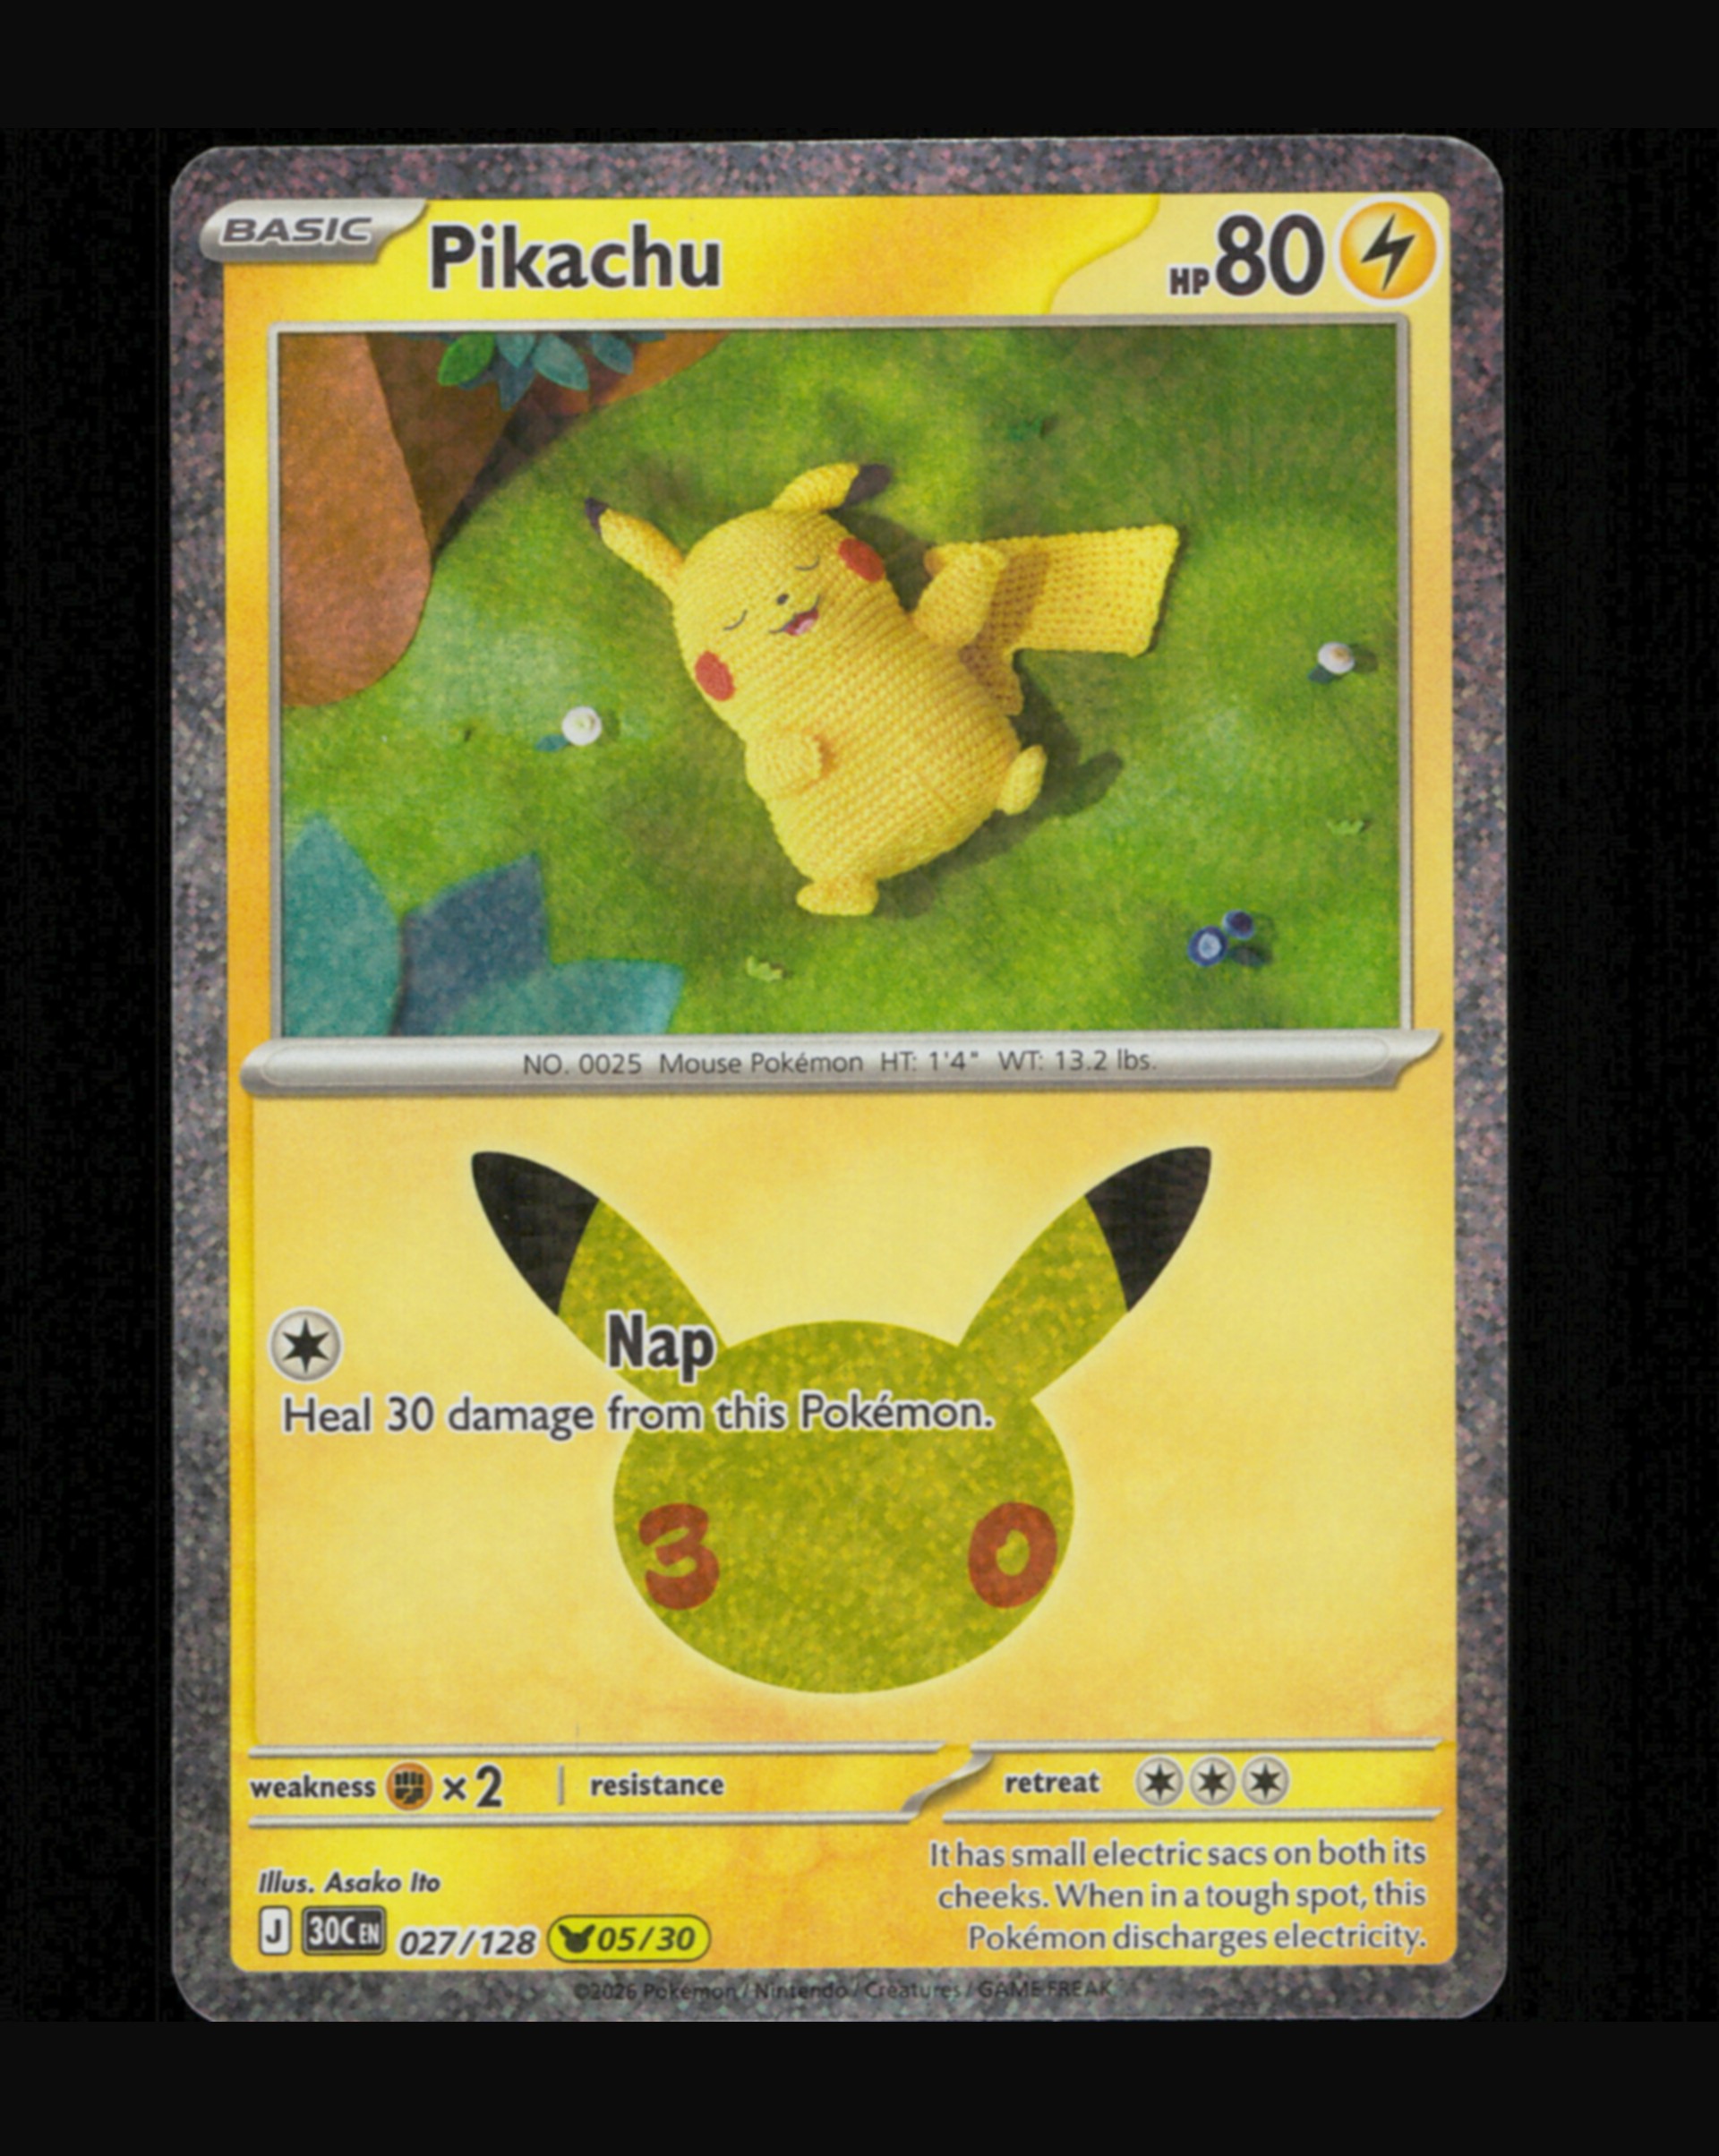 BASIC Pikachu HP 80
NO. 0025 Mouse Pokémon HT: 1'4" WT: 13.2 lbs.
Nap
Heal 30 damage from this Pokémon.
3 0
weakness ×2 resistance retreat
It has small electric sacs on both its
cheeks. When in a tough spot, this
Pokémon discharges electricity.
Illus. Asako Ito
J 30C EN 027/128 05/30
©2026 Pokémon / Nintendo / Creatures / GAME FREAK